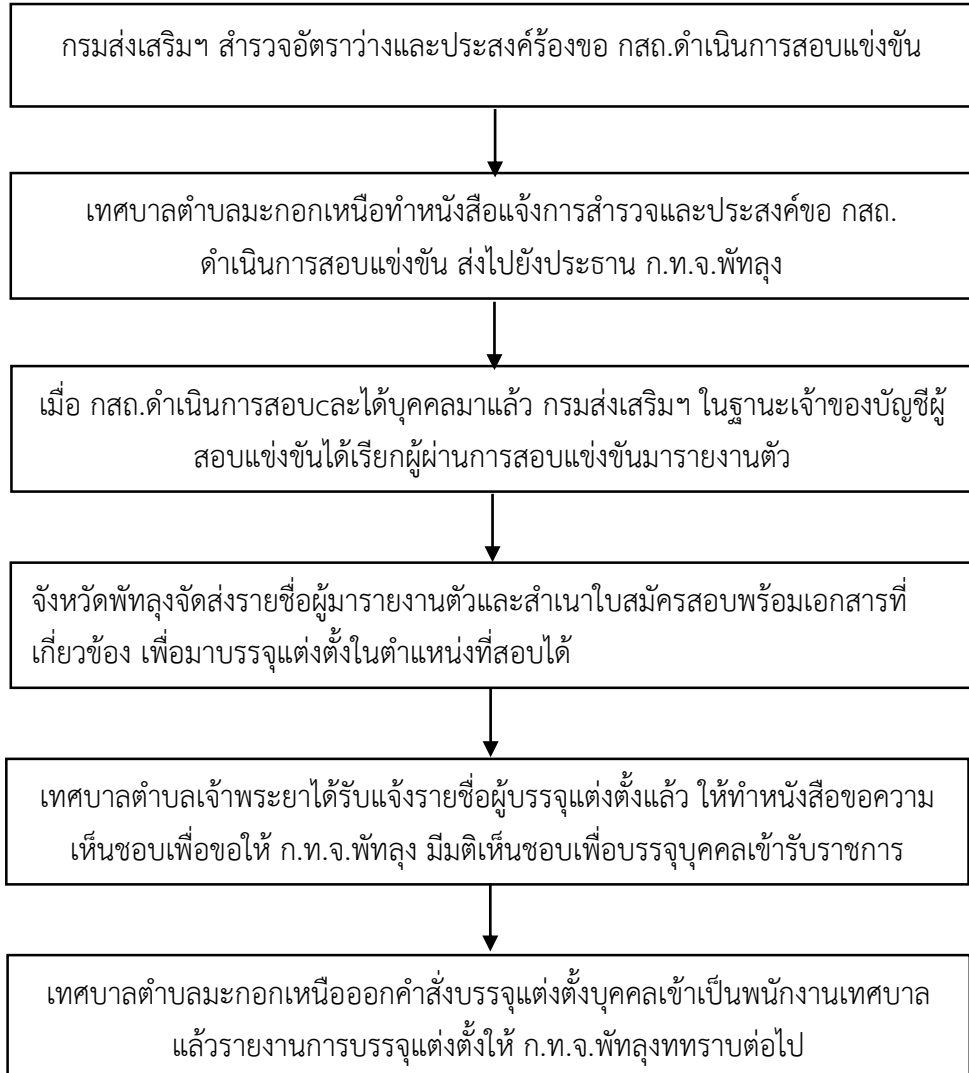 กรมส่งเสริมฯ สำรวจอัตราว่างและประสงค์ร้องขอ กสถ.ดำเนินการสอบแข่งขัน
เทศบาลตำบลมะกอกเหนือทำหนังสือแจ้งการสำรวจและประสงค์ขอ กสถ.
ดำเนินการสอบแข่งขัน ส่งไปยังประธาน ก.ท.จ.พัทลุง
เมื่อ กสถ.ดำเนินการสอบcละได้บุคคลมาแล้ว กรมส่งเสริมฯ ในฐานะเจ้าของบัญชีผู้
สอบแข่งขันได้เรียกผู้ผ่านการสอบแข่งขันมารายงานตัว
จังหวัดพัทลุงจัดส่งรายชื่อผู้มารายงานตัวและสำเนาใบสมัครสอบพร้อมเอกสารที่
เกี่ยวข้อง เพื่อมาบรรจุแต่งตั้งในตำแหน่งที่สอบได้
เทศบาลตำบลเจ้าพระยาได้รับแจ้งรายชื่อผู้บรรจุแต่งตั้งแล้ว ให้ทำหนังสือขอความ
เห็นชอบเพื่อขอให้ ก.ท.จ.พัทลุง มีมติเห็นชอบเพื่อบรรจุบุคคลเข้ารับราชการ
เทศบาลตำบลมะกอกเหนือออกคำสั่งบรรจุแต่งตั้งบุคคลเข้าเป็นพนักงานเทศบาล
แล้วรายงานการบรรจุแต่งตั้งให้ ก.ท.จ.พัทลุงททราบต่อไป